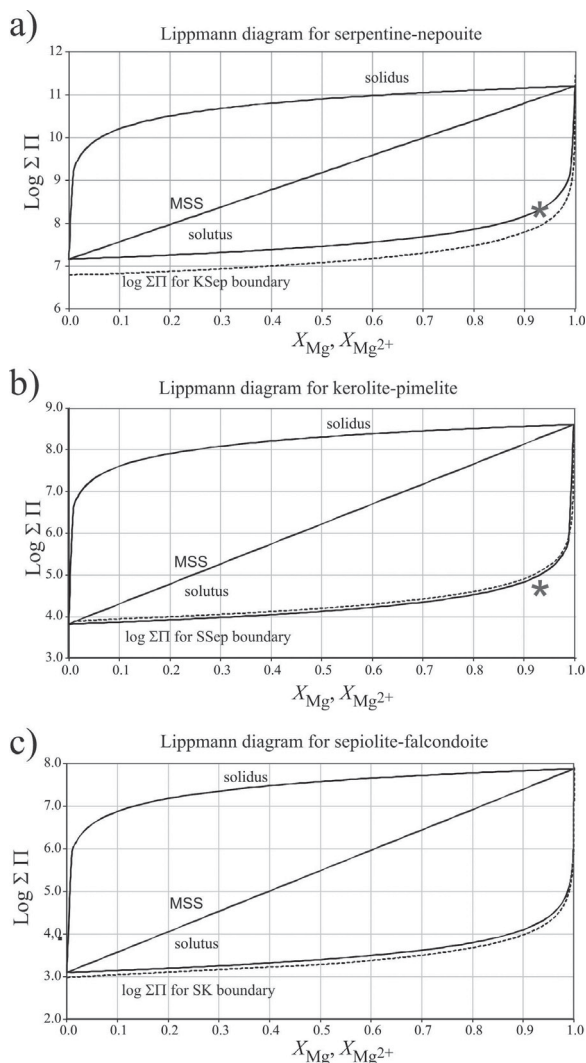 a)
Lippmann diagram for serpentine-nepouite
12
11
10
9
8
7
6
Log Σ Π
solidus
MSS
solutus
log ΣΠ for KSep boundary
0.0 0.1 0.2 0.3 0.4 0.5 0.6 0.7 0.8 0.9 1.0
X_Mg, X_Mg2+
b)
Lippmann diagram for kerolite-pimelite
9.0
8.0
7.0
6.0
5.0
4.0
3.0
Log Σ Π
solidus
MSS
solutus
log ΣΠ for SSep boundary
0.0 0.1 0.2 0.3 0.4 0.5 0.6 0.7 0.8 0.9 1.0
X_Mg, X_Mg2+
c)
Lippmann diagram for sepiolite-falcondoite
8.0
7.0
6.0
5.0
4.0
3.0
2.0
Log Σ Π
solidus
MSS
solutus
log ΣΠ for SK boundary
0.0 0.1 0.2 0.3 0.4 0.5 0.6 0.7 0.8 0.9 1.0
X_Mg, X_Mg2+